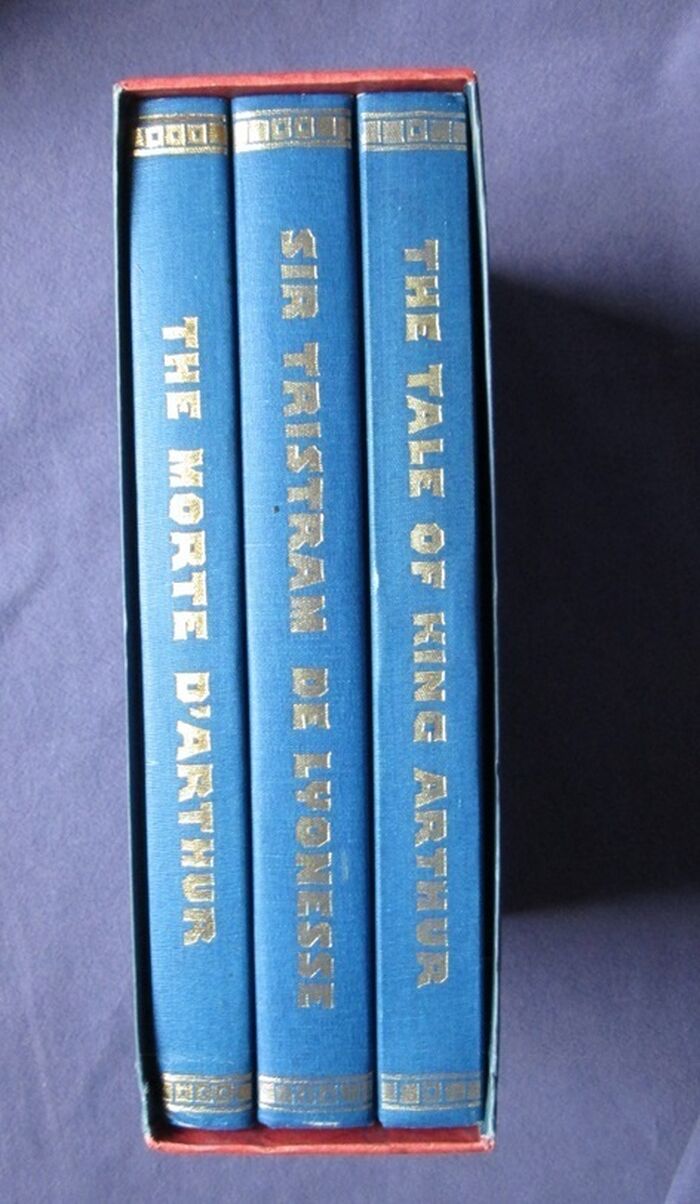 THE MORTE D'ARTHUR
SIR TRISTRAM DE LYONESSE
THE TALE OF KING ARTHUR